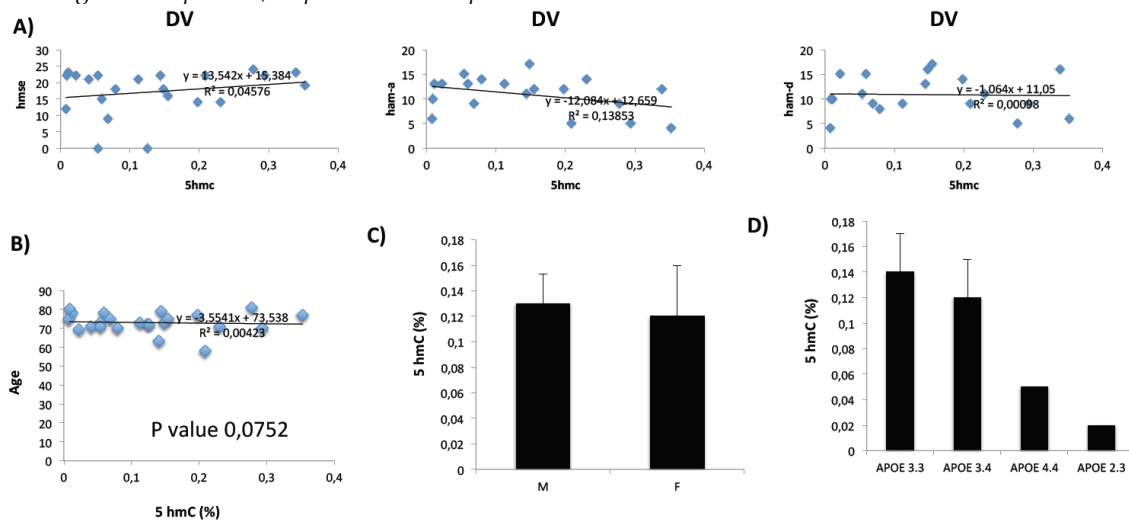 A)
DV
30
25
20
15
10
5
0
hmse
y = 13,542x + 15,384
R² = 0,04576
0 0,1 0,2 0,3 0,4
5hmc
DV
20
15
10
5
0
ham-a
y = -12,084x + 12,659
R² = 0,13853
0 0,1 0,2 0,3 0,4
5hmc
DV
20
15
10
5
0
ham-d
y = -1,064x + 11,05
R² = 0,00098
0 0,1 0,2 0,3 0,4
5hmc
B)
90
80
70
60
50
40
30
20
10
0
Age
y = -3,5541x + 73,538
R² = 0,00423
P value 0,0752
0 0,1 0,2 0,3 0,4
5 hmC (%)
C)
0,18
0,16
0,14
0,12
0,1
0,08
0,06
0,04
0,02
0
5 hmC (%)
M F
D)
0,18
0,16
0,14
0,12
0,1
0,08
0,06
0,04
0,02
0
5 hmC (%)
APOE 3.3 APOE 3.4 APOE 4.4 APOE 2.3